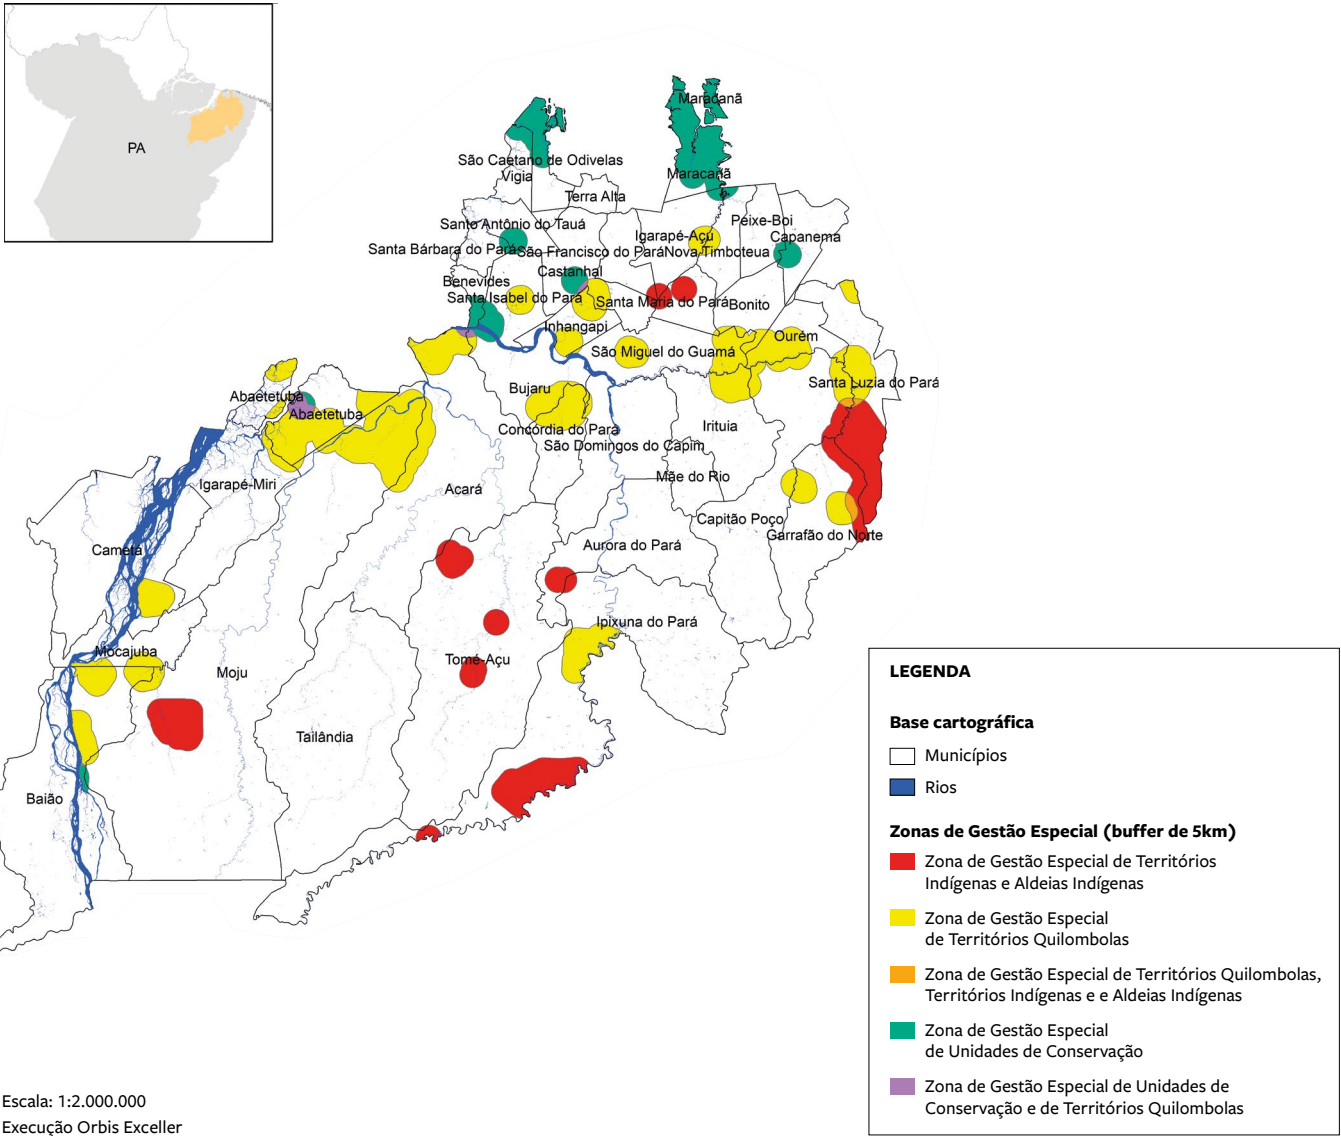 PA
Maracanã
São Caetano de Odivelas
Vigia
Maracanã
Terra Alta
Santo Antônio do Tauá
Peixe-Boi
Igarapé-Açú
Capanema
Santa Bárbara do Pará
São Francisco do Pará
Nova Timboteua
Castanhal
Benevides
Santa Isabel do Pará
Santa Maria do Pará
Bonito
Inhangapi
Ourém
São Miguel do Guamá
Santa Luzia do Pará
Abaetetuba
Bujaru
Abaetetuba
Concórdia do Pará
Irituia
São Domingos do Capim
Igarapé-Miri
Acará
Mãe do Rio
Capitão Poço
Garrafão do Norte
Cametá
Aurora do Pará
Ipixuna do Pará
Mocajuba
Tomé-Açu
Moju
Tailândia
Baião
LEGENDA
Base cartográfica
Municípios
Rios
Zonas de Gestão Especial (buffer de 5km)
Zona de Gestão Especial de Territórios
Indígenas e Aldeias Indígenas
Zona de Gestão Especial
de Territórios Quilombolas
Zona de Gestão Especial de Territórios Quilombolas,
Territórios Indígenas e e Aldeias Indígenas
Zona de Gestão Especial
de Unidades de Conservação
Zona de Gestão Especial de Unidades de
Conservação e de Territórios Quilombolas
Escala: 1:2.000.000
Execução Orbis Exceller